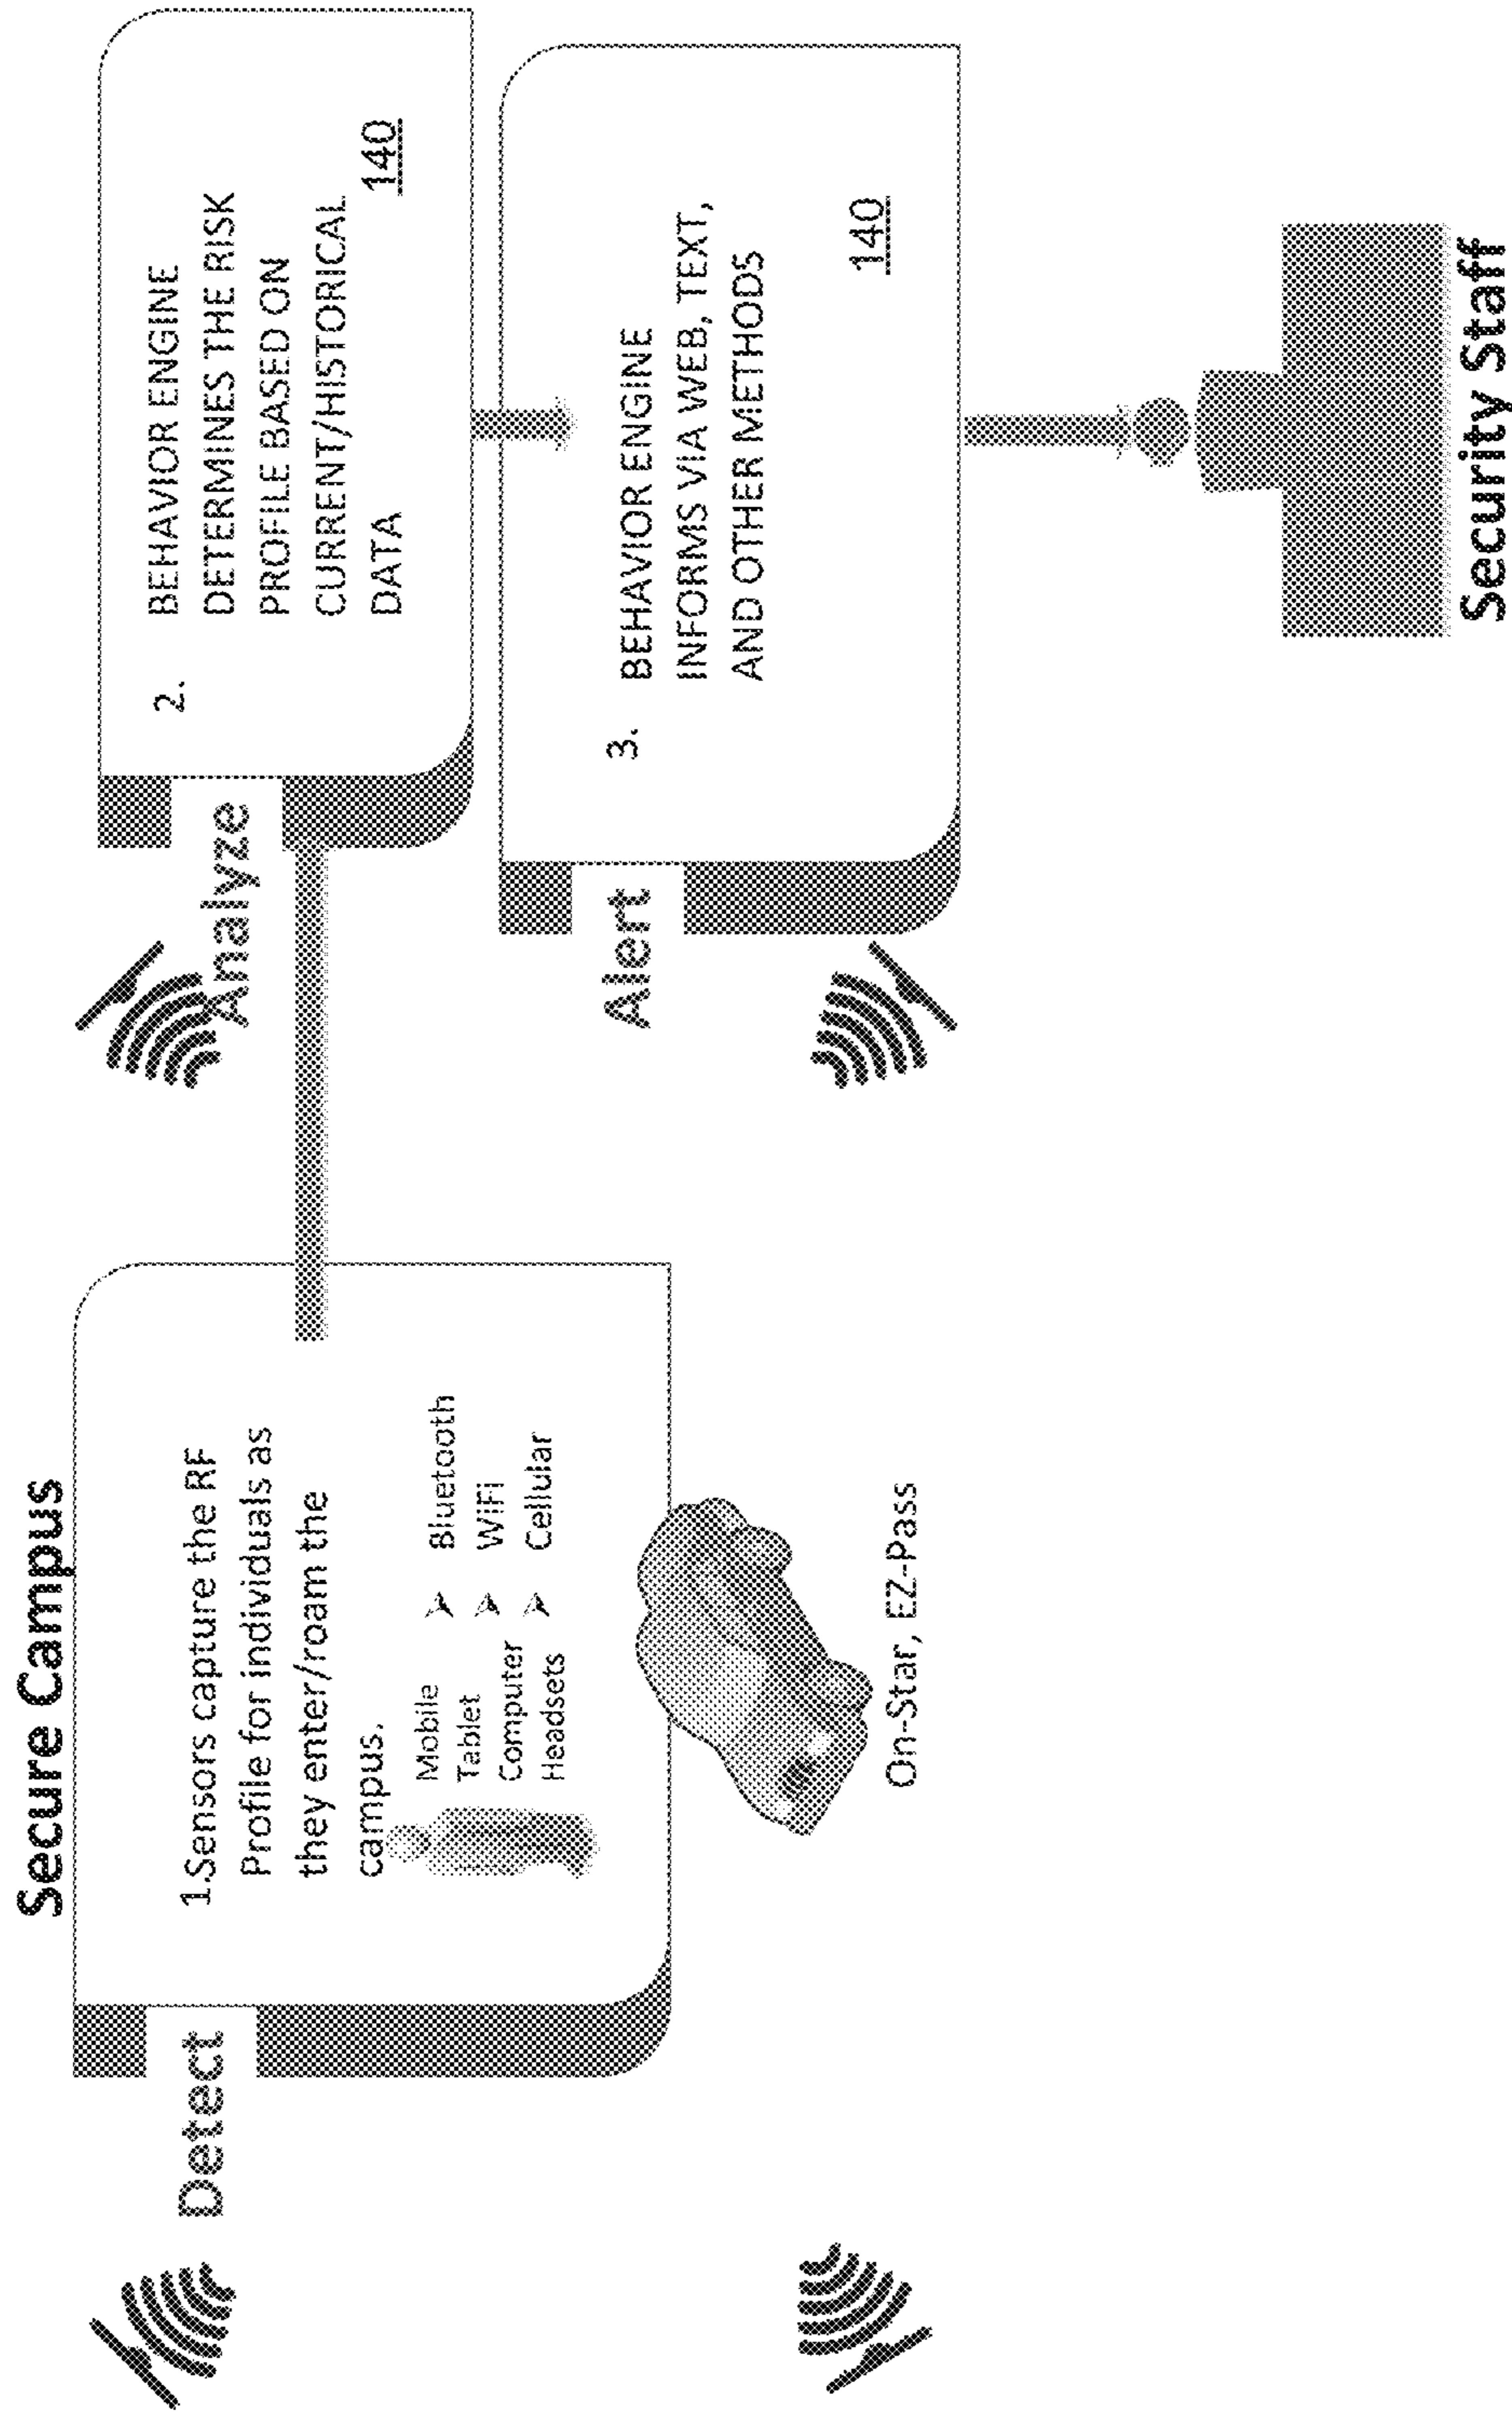 Secure Campus
Detect
1.Sensors capture the RF
Profile for individuals as
they enter/roam the
campus.
Mobile
Tablet
Computer
Headsets
Bluetooth
WiFi
Cellular
On-Star, EZ-Pass
Analyze
2. BEHAVIOR ENGINE
DETERMINES THE RISK
PROFILE BASED ON
CURRENT/HISTORICAL
DATA
140
Alert
3. BEHAVIOR ENGINE
INFORMS VIA WEB, TEXT,
AND OTHER METHODS
140
Security Staff